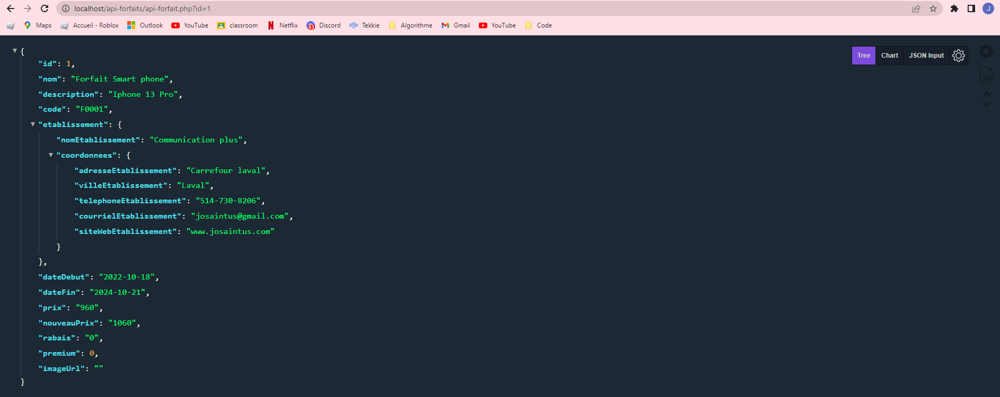 localhost/api-forfaits/api-forfait.php?id=1
J
Maps Accueil - Roblox Outlook YouTube classroom Netflix 63 Discord eTe Tekkie Algorithme Gmail YouTube Code
Tree Chart JSON Input
{
"id": 1,
"nom": "Forfait Smart phone",
"description": "Iphone 13 Pro",
"code": "F0001",
"etablissement": {
"nomEtablissement": "Communication plus",
"coordonnees": {
"adresseEtablissement": "Carrefour laval",
"villeEtablissement": "Laval",
"telephoneEtablissement": "514-730-8206",
"courrielEtablissement": "josaintus@gmail.com",
"siteWebEtablissement": "www.josaintus.com"
}
},
"dateDebut": "2022-10-18",
"dateFin": "2024-10-21",
"prix": "960",
"nouveauPrix": "1060",
"rabais": "0",
"premium": 0,
"imageUrl": ""
}